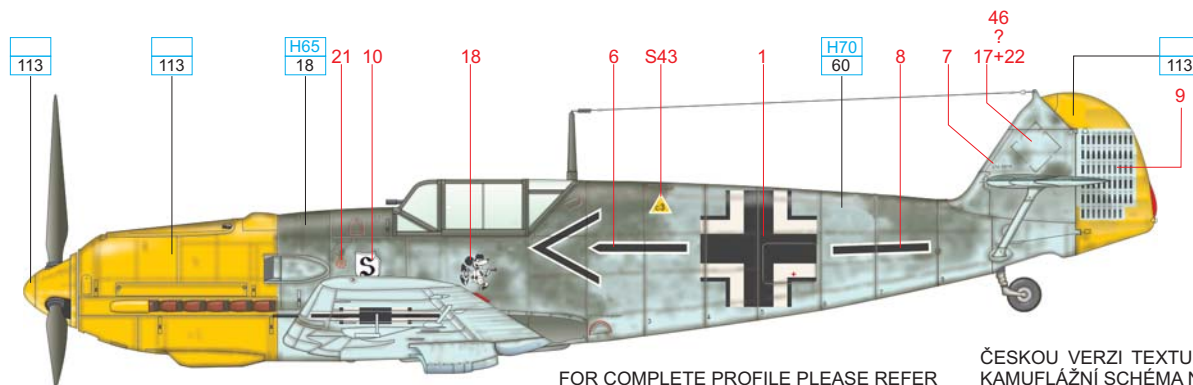 46
?
17+22
H65
H70
113
113
18
21
10
18
6
S43
1
60
8
7
113
9
S
FOR COMPLETE PROFILE PLEASE REFER
ČESKOU VERZI TEXTU
KAMUFLÁŽNÍ SCHÉMA N